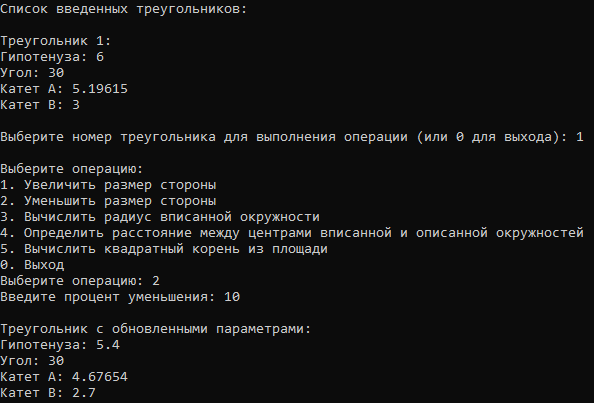 Список введенных треугольников:
Треугольник 1:
Гипотенуза: 6
Угол: 30
Катет A: 5.19615
Катет B: 3
Выберите номер треугольника для выполнения операции (или 0 для выхода): 1
Выберите операцию:
1. Увеличить размер стороны
2. Уменьшить размер стороны
3. Вычислить радиус вписанной окружности
4. Определить расстояние между центрами вписанной и описанной окружностей
5. Вычислить квадратный корень из площади
0. Выход
Выберите операцию: 2
Введите процент уменьшения: 10
Треугольник с обновленными параметрами:
Гипотенуза: 5.4
Угол: 30
Катет A: 4.67654
Катет B: 2.7